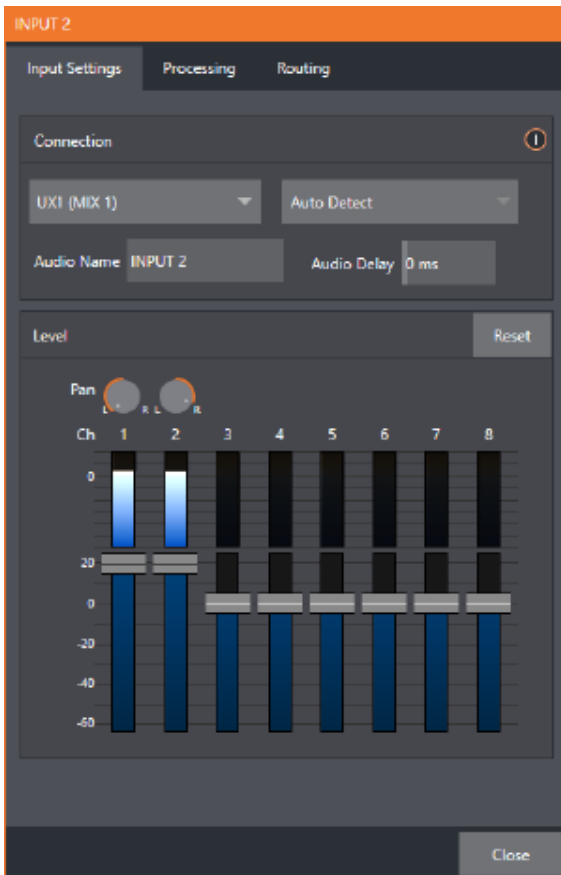 INPUT 2
Input Settings Processing Routing
Connection
UX1 (MIX 1) Auto Detect
Audio Name INPUT 2 Audio Delay 0 ms
Level Reset
Pan
L R L R
Ch 1 2 3 4 5 6 7 8
0
20
0
-20
-40
-60
Close